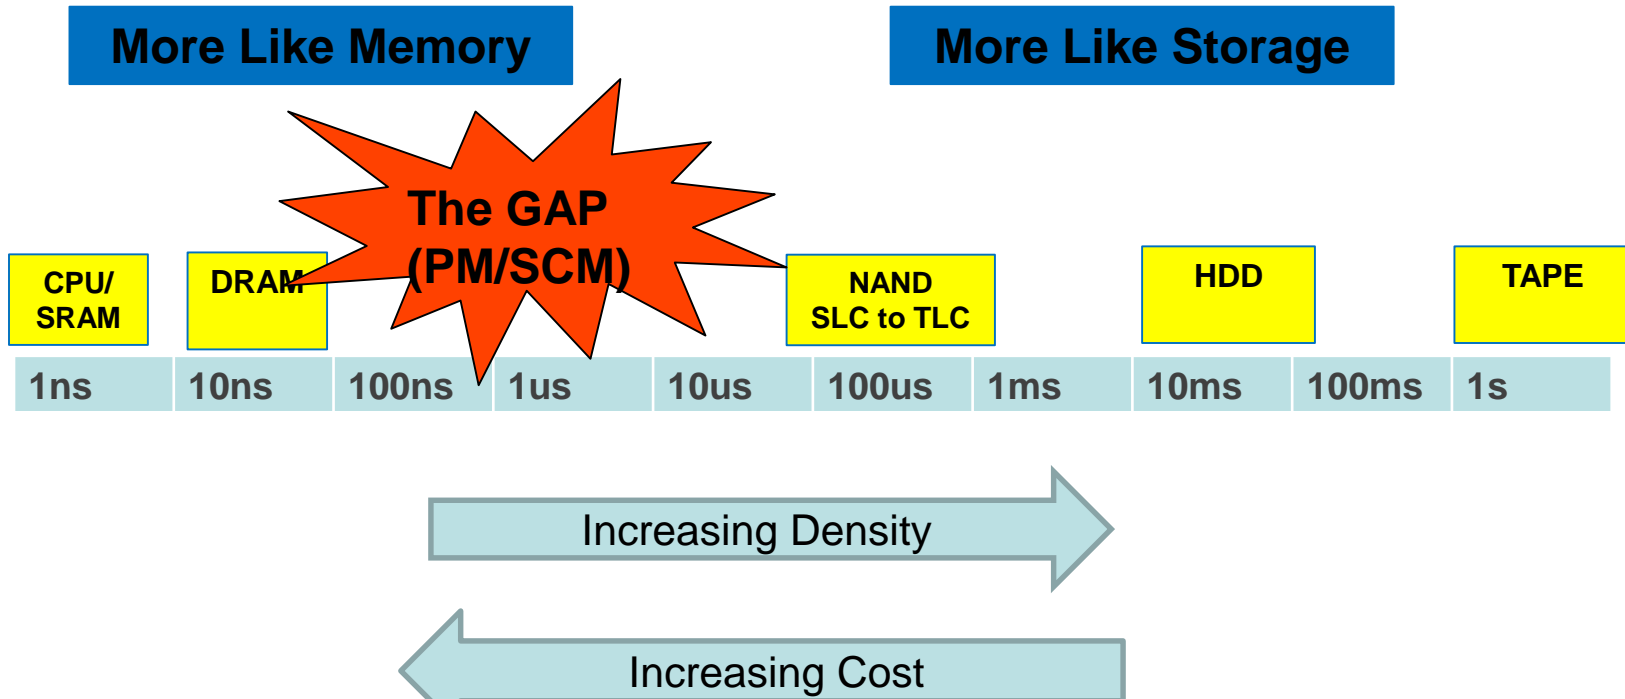 More Like Memory
More Like Storage
The GAP
(PM/SCM)
CPU/
SRAM
DRAM
NAND
SLC to TLC
HDD
TAPE
1ns
10ns
100ns
1us
10us
100us
1ms
10ms
100ms
1s
Increasing Density
Increasing Cost